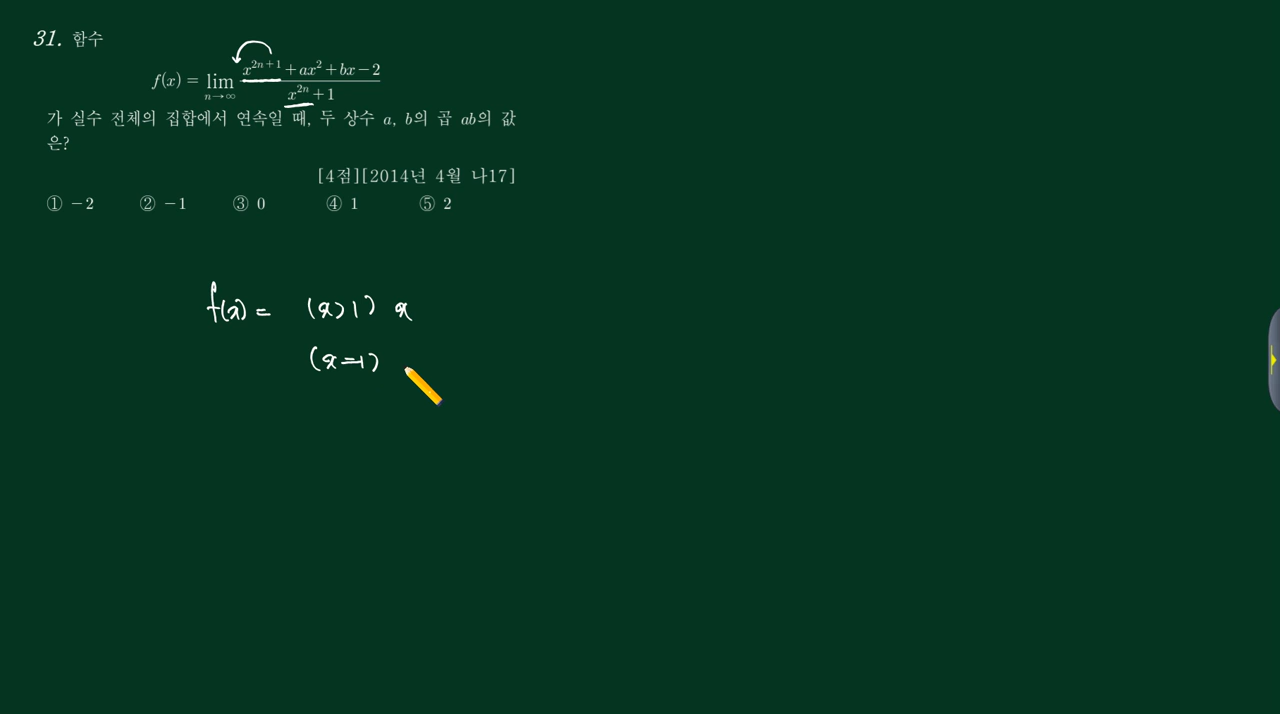 31. 함수
f(x) = lim_{n→∞} (x^{2n+1} + ax^2 + bx - 2) / (x^{2n} + 1)
가 실수 전체의 집합에서 연속일 때, 두 상수 a, b의 곱 ab의 값
은?
[4점][2014년 4월 나17]
① -2 ② -1 ③ 0 ④ 1 ⑤ 2
f(x) = (x>1) x
(x=1)